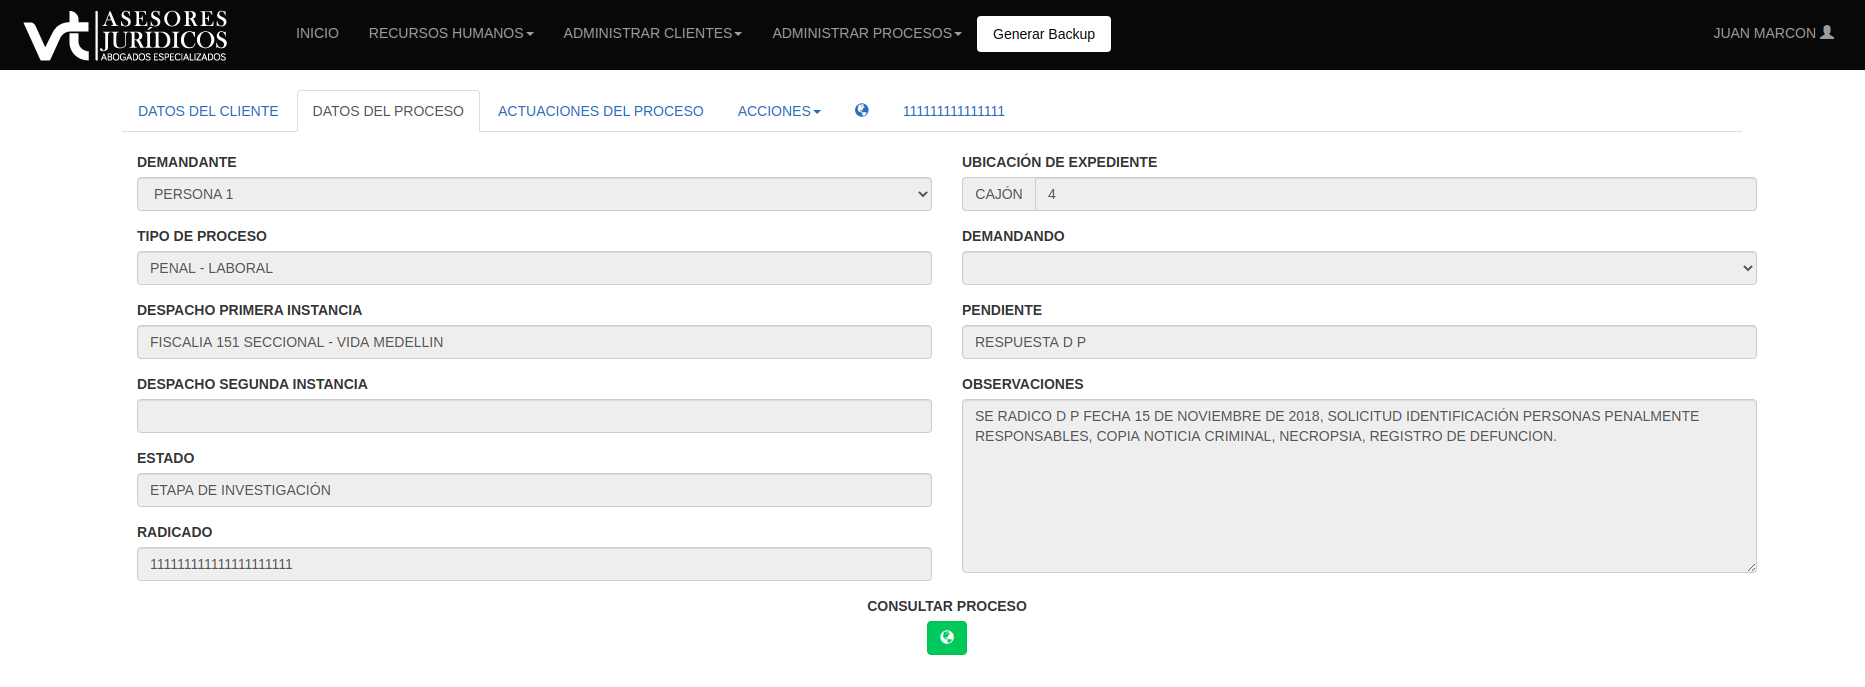 vt ASESORES
JURÍDICOS
ABOGADOS ESPECIALIZADOS
INICIO RECURSOS HUMANOS ADMINISTRAR CLIENTES ADMINISTRAR PROCESOS Generar Backup JUAN MARCON
DATOS DEL CLIENTE DATOS DEL PROCESO ACTUACIONES DEL PROCESO ACCIONES 111111111111111
DEMANDANTE
PERSONA 1
TIPO DE PROCESO
PENAL - LABORAL
DESPACHO PRIMERA INSTANCIA
FISCALIA 151 SECCIONAL - VIDA MEDELLIN
DESPACHO SEGUNDA INSTANCIA
ESTADO
ETAPA DE INVESTIGACIÓN
RADICADO
111111111111111111111
UBICACIÓN DE EXPEDIENTE
CAJÓN 4
DEMANDANDO
PENDIENTE
RESPUESTA D P
OBSERVACIONES
SE RADICO D P FECHA 15 DE NOVIEMBRE DE 2018, SOLICITUD IDENTIFICACIÓN PERSONAS PENALMENTE
RESPONSABLES, COPIA NOTICIA CRIMINAL, NECROPSIA, REGISTRO DE DEFUNCION.
CONSULTAR PROCESO